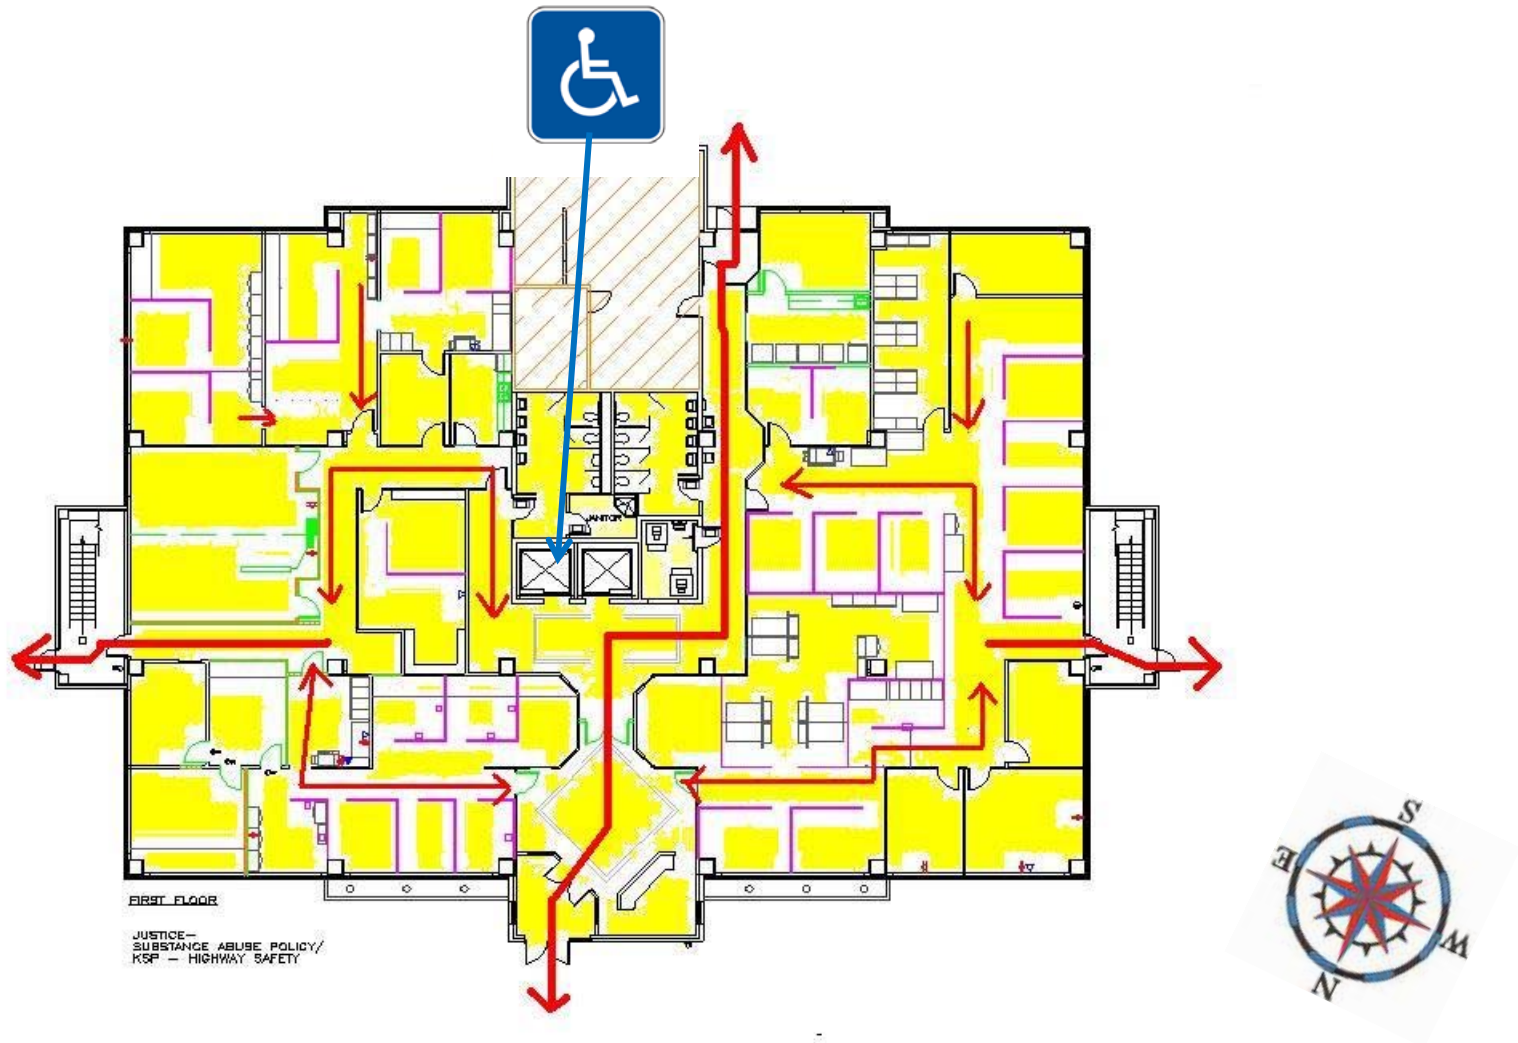 JANITOR
FIRST FLOOR
JUSTICE-
SUBSTANCE ABUSE POLICY/
KSP - HIGHWAY SAFETY
S
E
W
N